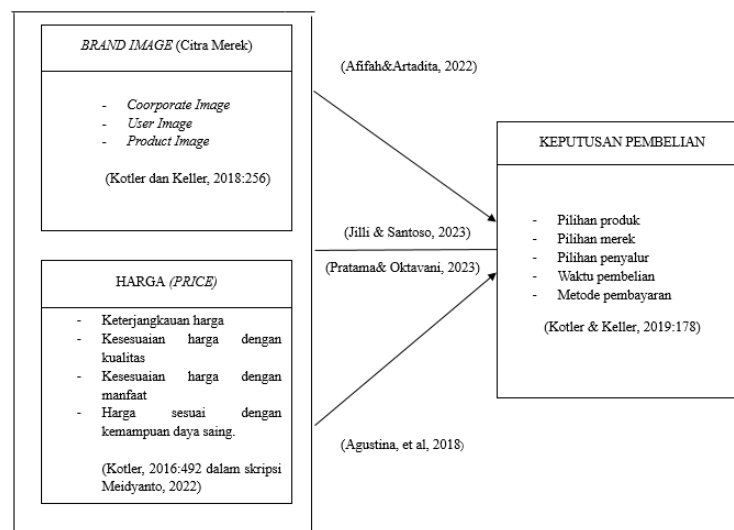 BRAND IMAGE (Citra Merek)
- Coorporate Image
- User Image
- Product Image
(Kotler dan Keller, 2018:256)
HARGA (PRICE)
- Keterjangkauan harga
- Kesesuaian harga dengan
kualitas
- Kesesuaian harga dengan
manfaat
- Harga sesuai dengan
kemampuan daya saing.
(Kotler, 2016:492 dalam skripsi
Meidyanto, 2022)
(Afifah&Artadita, 2022)
(Jilli & Santoso, 2023)
(Pratama& Oktavani, 2023)
(Agustina, et al, 2018)
KEPUTUSAN PEMBELIAN
- Pilihan produk
- Pilihan merek
- Pilihan penyalur
- Waktu pembelian
- Metode pembayaran
(Kotler & Keller, 2019:178)